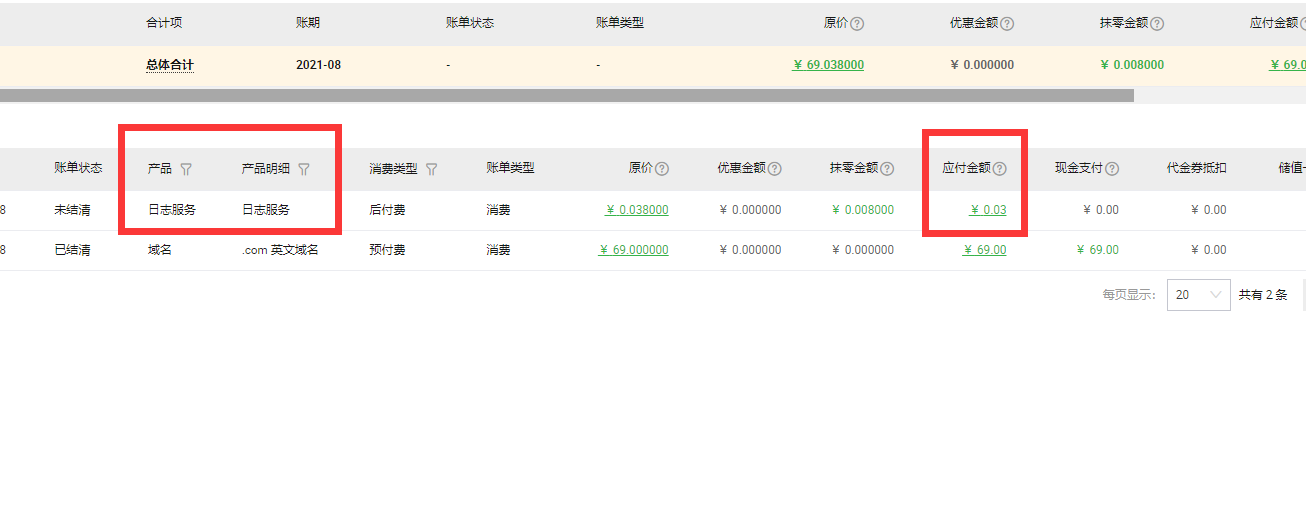 合计项 账期 账单状态 账单类型 原价 优惠金额 抹零金额 应付金额
总体合计 2021-08 - - ￥ 69.038000 ￥ 0.000000 ￥ 0.008000 ￥ 69.0
账单状态 产品 产品明细 消费类型 账单类型 原价 优惠金额 抹零金额 应付金额 现金支付 代金券抵扣 储值
8 未结清 日志服务 日志服务 后付费 消费 ￥ 0.038000 ￥ 0.000000 ￥ 0.008000 ￥ 0.03 ￥ 0.00 ￥ 0.00
8 已结清 域名 .com 英文域名 预付费 消费 ￥ 69.000000 ￥ 0.000000 ￥ 0.000000 ￥ 69.00 ￥ 69.00 ￥ 0.00
每页显示： 20 共有 2 条